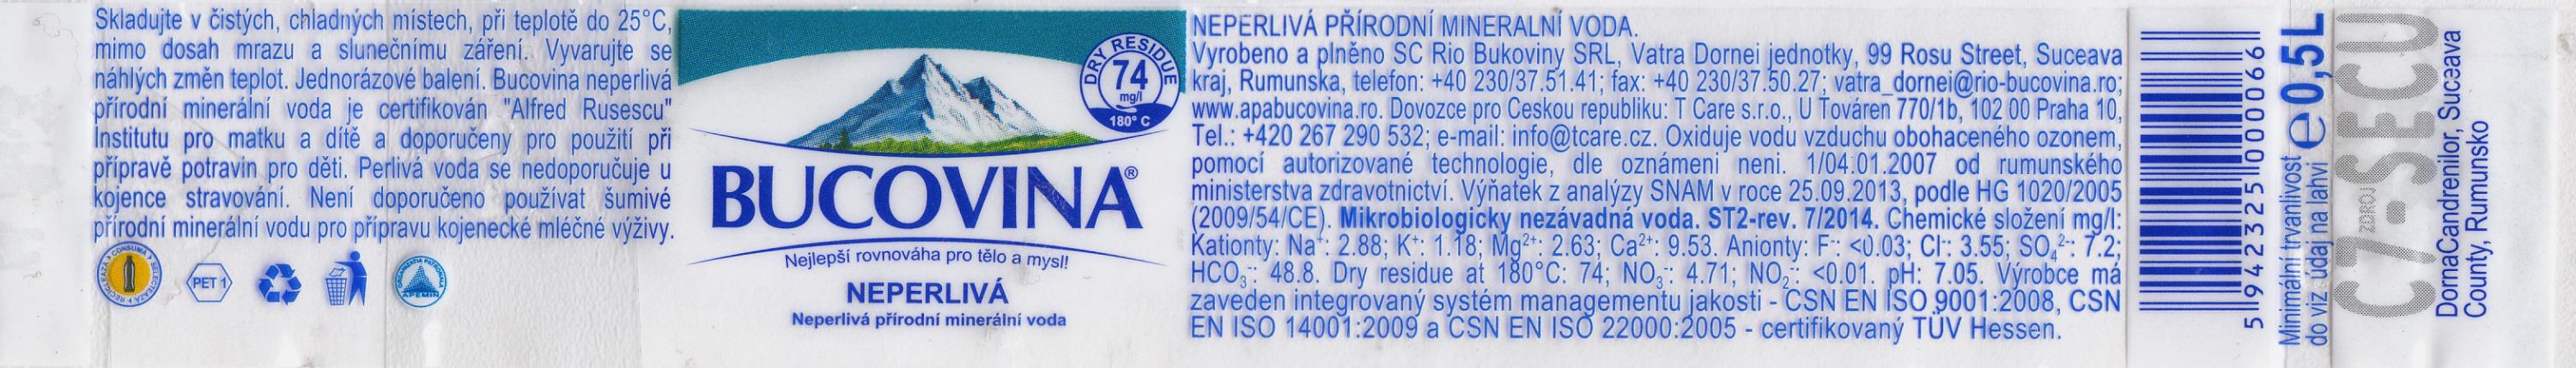 Skladujte v čistých, chladných místech, při teplotě do 25°C,
mimo dosah mrazu a slunečnímu záření. Vyvarujte se
náhlých změn teplot. Jednorázové balení. Bucovina neperlivá
přírodní minerální voda je certifikován "Alfred Rusescu"
Institutu pro matku a dítě a doporučeny pro použití při
přípravě potravin pro děti. Perlivá voda se nedoporučuje u
kojence stravování. Není doporučeno používat šumivé
přírodní minerální vodu pro přípravu kojenecké mléčné výživy.
CONSUMA SELECTEAZA RECICLEAZA
PET 1
ORGANIZATIA PATRONALA
APEMIN
DRY RESIDUE
74
mg/l
180° C
BUCOVINA®
Nejlepší rovnováha pro tělo a mysl!
NEPERLIVÁ
Neperlivá přírodní minerální voda
NEPERLIVÁ PŘÍRODNÍ MINERALNÍ VODA.
Vyrobeno a plněno SC Rio Bukoviny SRL, Vatra Dornei jednotky, 99 Rosu Street, Suceava
kraj, Rumunska, telefon: +40 230/37.51.41; fax: +40 230/37.50.27; vatra_dornei@rio-bucovina.ro;
www.apabucovina.ro. Dovozce pro Ceskou republiku: T Care s.r.o., U Továren 770/1b, 102 00 Praha 10,
Tel.: +420 267 290 532; e-mail: info@tcare.cz. Oxiduje vodu vzduchu obohaceného ozonem,
pomocí autorizované technologie, dle oznámeni neni. 1/04.01.2007 od rumunského
ministerstva zdravotnictví. Výňatek z analýzy SNAM v roce 25.09.2013, podle HG 1020/2005
(2009/54/CE). Mikrobiologicky nezávadná voda. ST2-rev. 7/2014. Chemické složení mg/l:
Kationty: Na⁺: 2.88; K⁺: 1.18; Mg²⁺: 2.63; Ca²⁺: 9.53. Anionty: F⁻: <0.03; Cl⁻: 3.55; SO₄²⁻: 7.2;
HCO₃⁻: 48.8. Dry residue at 180°C: 74; NO₃⁻: 4.71; NO₂⁻: <0.01. pH: 7.05. Výrobce má
zaveden integrovaný systém managementu jakosti - CSN EN ISO 9001:2008, CSN
EN ISO 14001:2009 a CSN EN ISO 22000:2005 - certifikovaný TÜV Hessen.
5 942325 000066
e 0,5L
Minimální trvanlivost
do viz údaj na lahvi
ZDROJ
C7-SECU
DornaCandrenilor, Suceava
County, Rumunsko